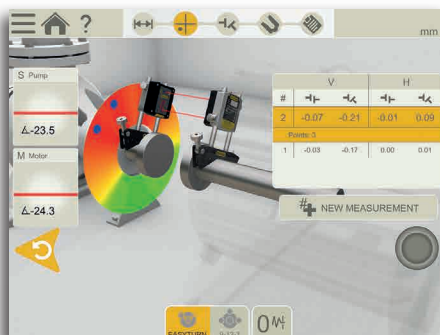 ?
mm
S Pump
∡-23.5
M Motor
∡-24.3
V H
#
2 -0.07 -0.21 -0.01 0.09
Points: 3
1 -0.03 -0.17 0.00 0.01
NEW MEASUREMENT
EASYTURN
0